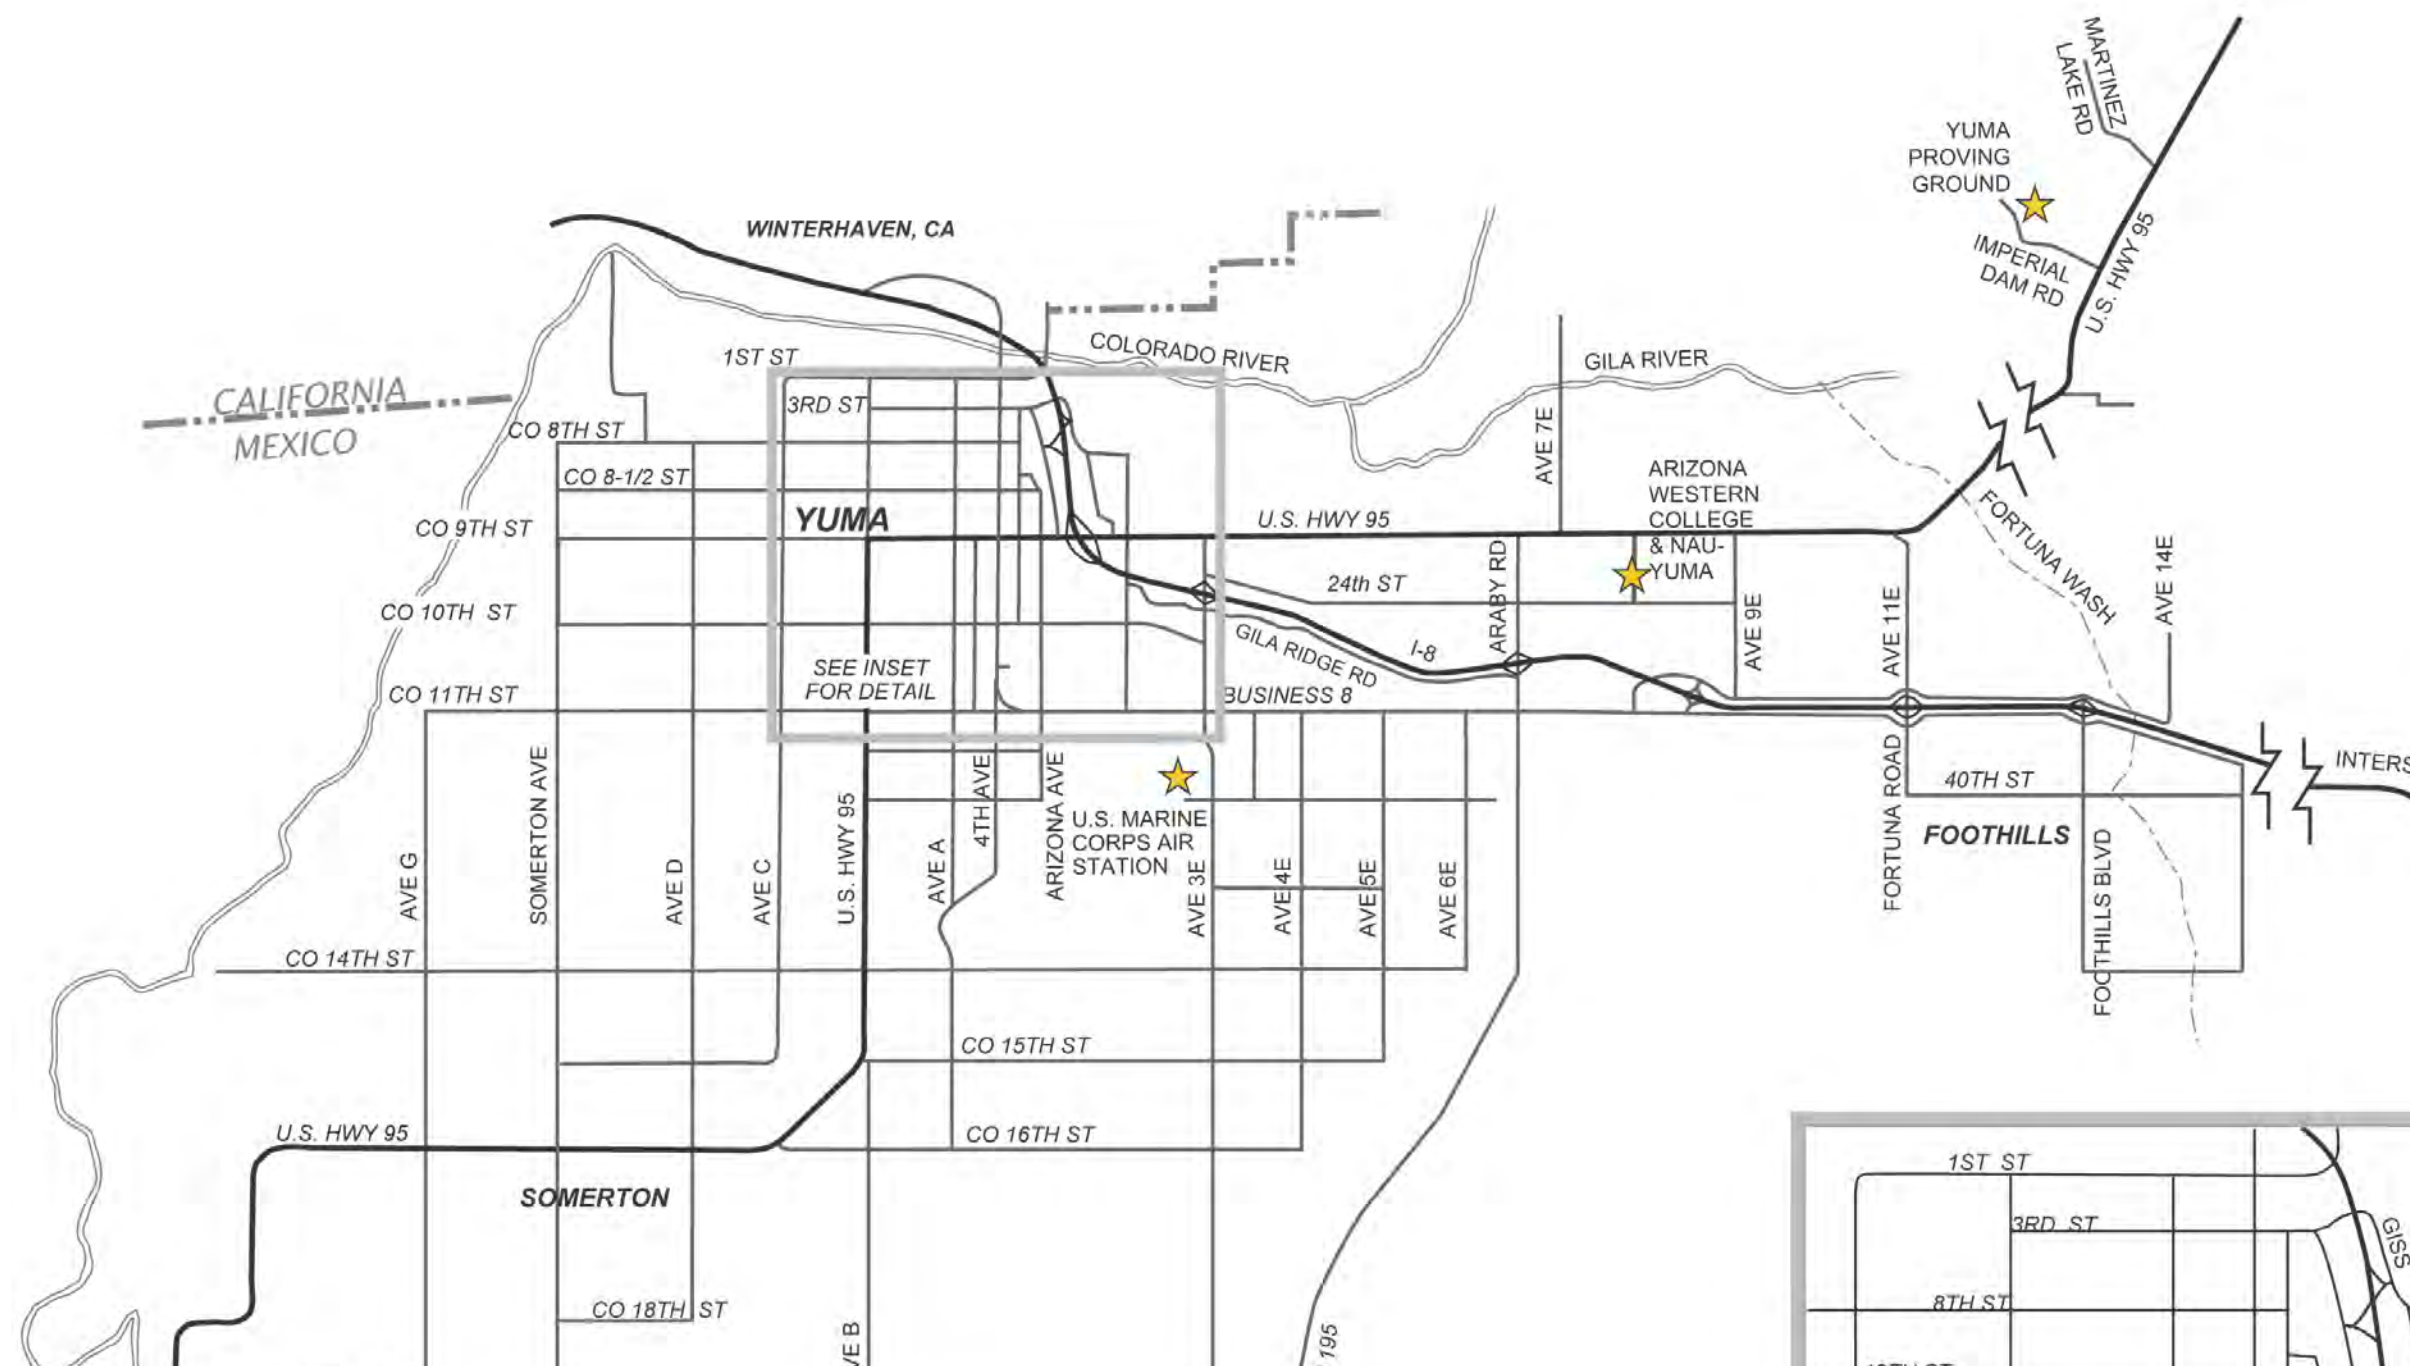 MARTINEZ
LAKE RD
YUMA
PROVING
GROUND
IMPERIAL
DAM RD
U.S. HWY 95
WINTERHAVEN, CA
COLORADO RIVER
GILA RIVER
1ST ST
CALIFORNIA
MEXICO
3RD ST
CO 8TH ST
CO 8-1/2 ST
AVE 7E
ARIZONA
WESTERN
COLLEGE
& NAU-
YUMA
YUMA
U.S. HWY 95
CO 9TH ST
FORTUNA WASH
AVE 14E
24th ST
ARABY RD
AVE 9E
AVE 11E
CO 10TH ST
GILA RIDGE RD
I-8
SEE INSET
FOR DETAIL
CO 11TH ST
BUSINESS 8
SOMERTON AVE
4TH AVE
ARIZONA AVE
U.S. MARINE
CORPS AIR
STATION
FORTUNA ROAD
40TH ST
INTERS
FOOTHILLS
FOOTHILLS BLVD
AVE G
AVE D
AVE C
U.S. HWY 95
AVE A
AVE 3E
AVE 4E
AVE 5E
AVE 6E
CO 14TH ST
CO 15TH ST
U.S. HWY 95
CO 16TH ST
SOMERTON
CO 18TH ST
VE B
195
1ST ST
3RD ST
GISS
8TH ST